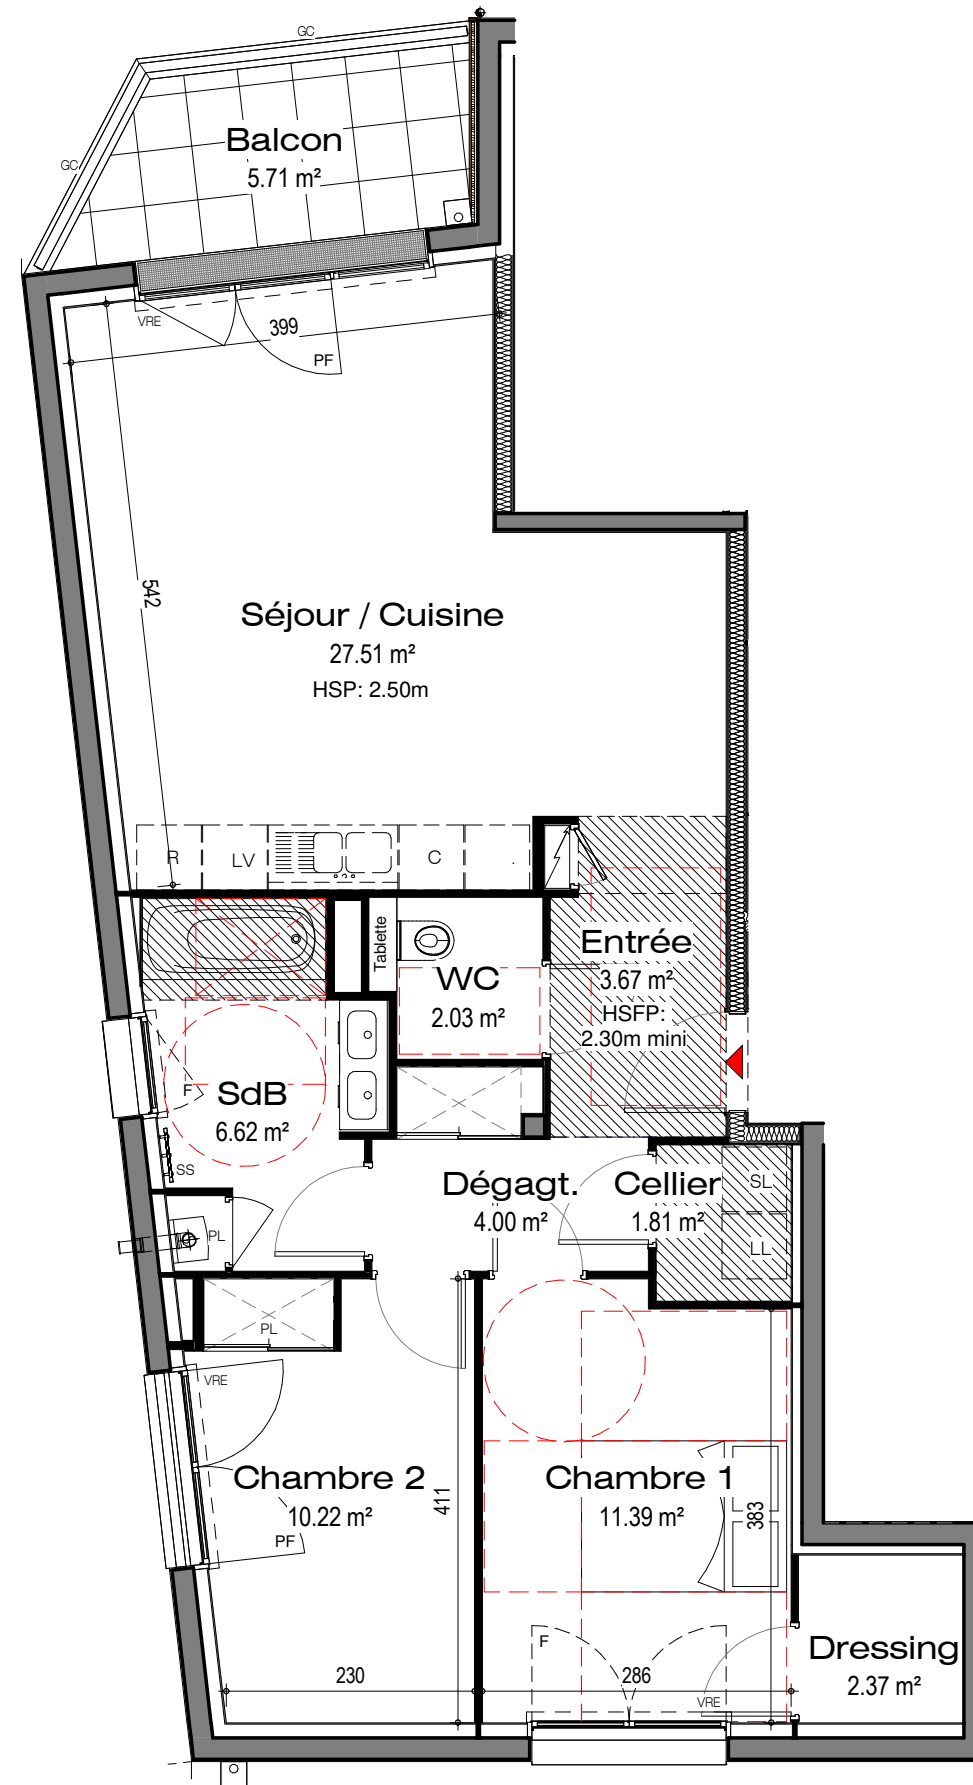 GC
GC
Balcon
5.71 m²
VRE
399
PF
542
Séjour / Cuisine
27.51 m²
HSP: 2.50m
R
LV
C
Tablette
WC
2.03 m²
Entrée
3.67 m²
HSFP:
2.30m mini
F
SdB
6.62 m²
SS
PL
Dégagt.
4.00 m²
Cellier
1.81 m²
SL
LL
PL
VRE
Chambre 2
10.22 m²
PF
411
Chambre 1
11.39 m²
383
F
230
286
VRE
Dressing
2.37 m²